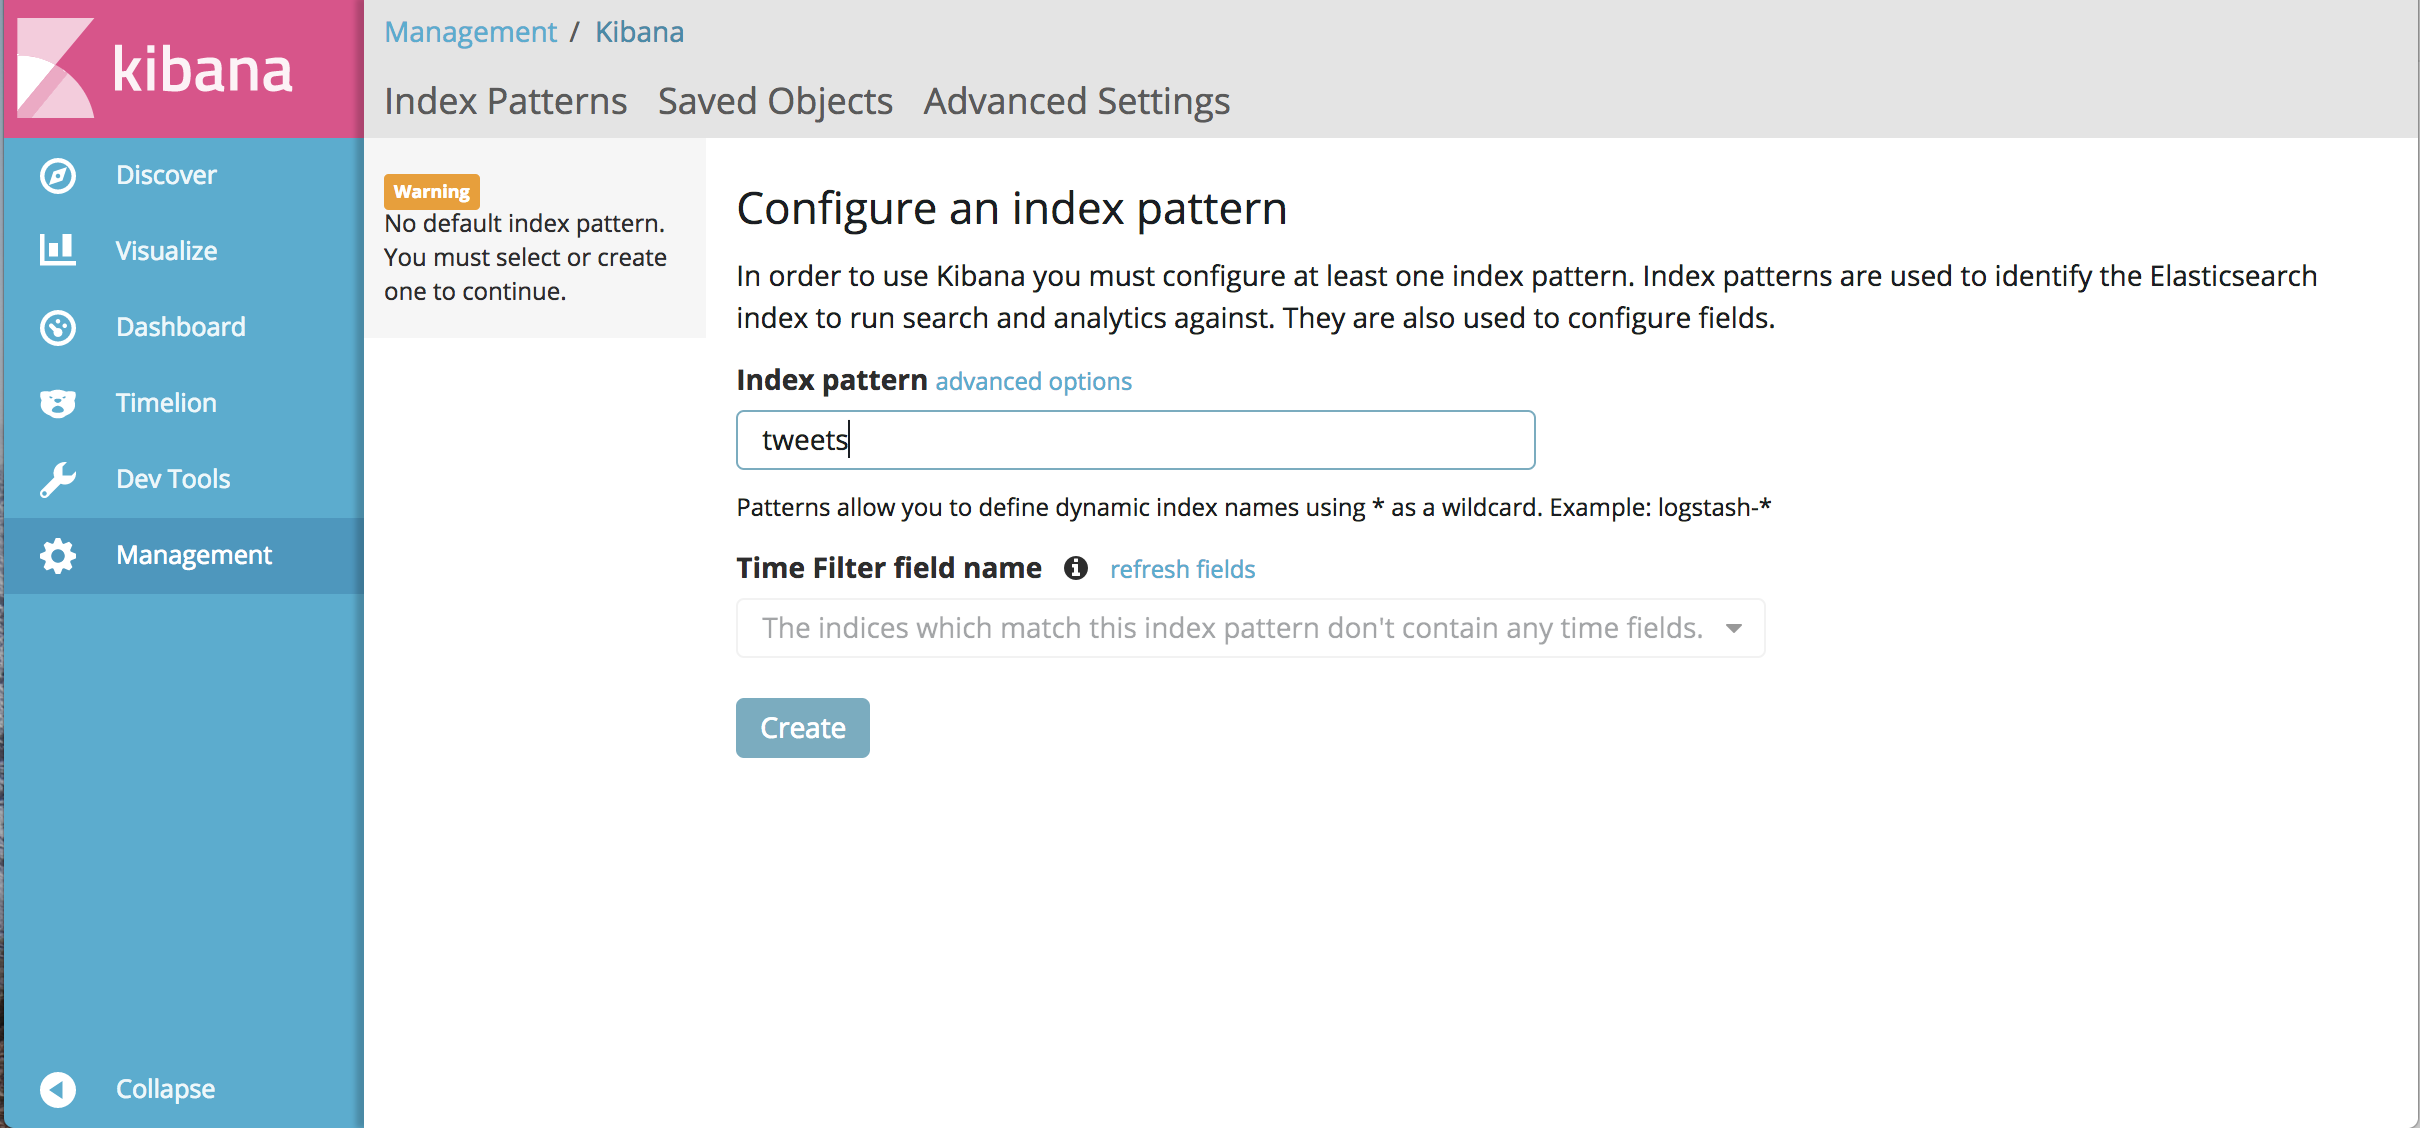 kibana
Discover
Visualize
Dashboard
Timelion
Dev Tools
Management
Collapse
Management / Kibana
Index Patterns Saved Objects Advanced Settings
Warning
No default index pattern.
You must select or create
one to continue.
Configure an index pattern
In order to use Kibana you must configure at least one index pattern. Index patterns are used to identify the Elasticsearch
index to run search and analytics against. They are also used to configure fields.
Index pattern advanced options
tweets
Patterns allow you to define dynamic index names using * as a wildcard. Example: logstash-*
Time Filter field name refresh fields
The indices which match this index pattern don't contain any time fields.
Create